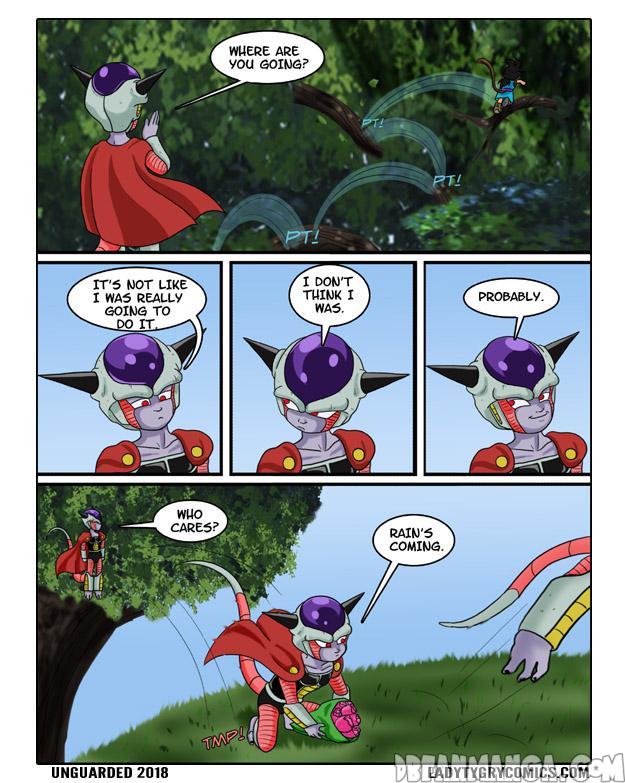 WHERE ARE
YOU GOING?
PT!
PT!
PT!
IT'S NOT LIKE
I WAS REALLY
GOING TO
DO IT.
I DON'T
THINK I
WAS.
PROBABLY.
WHO
CARES?
RAIN'S
COMING.
TMP!
UNGUARDED 2018
LADYTYGRYCOMICS.COM
DBFANMANGA.COM